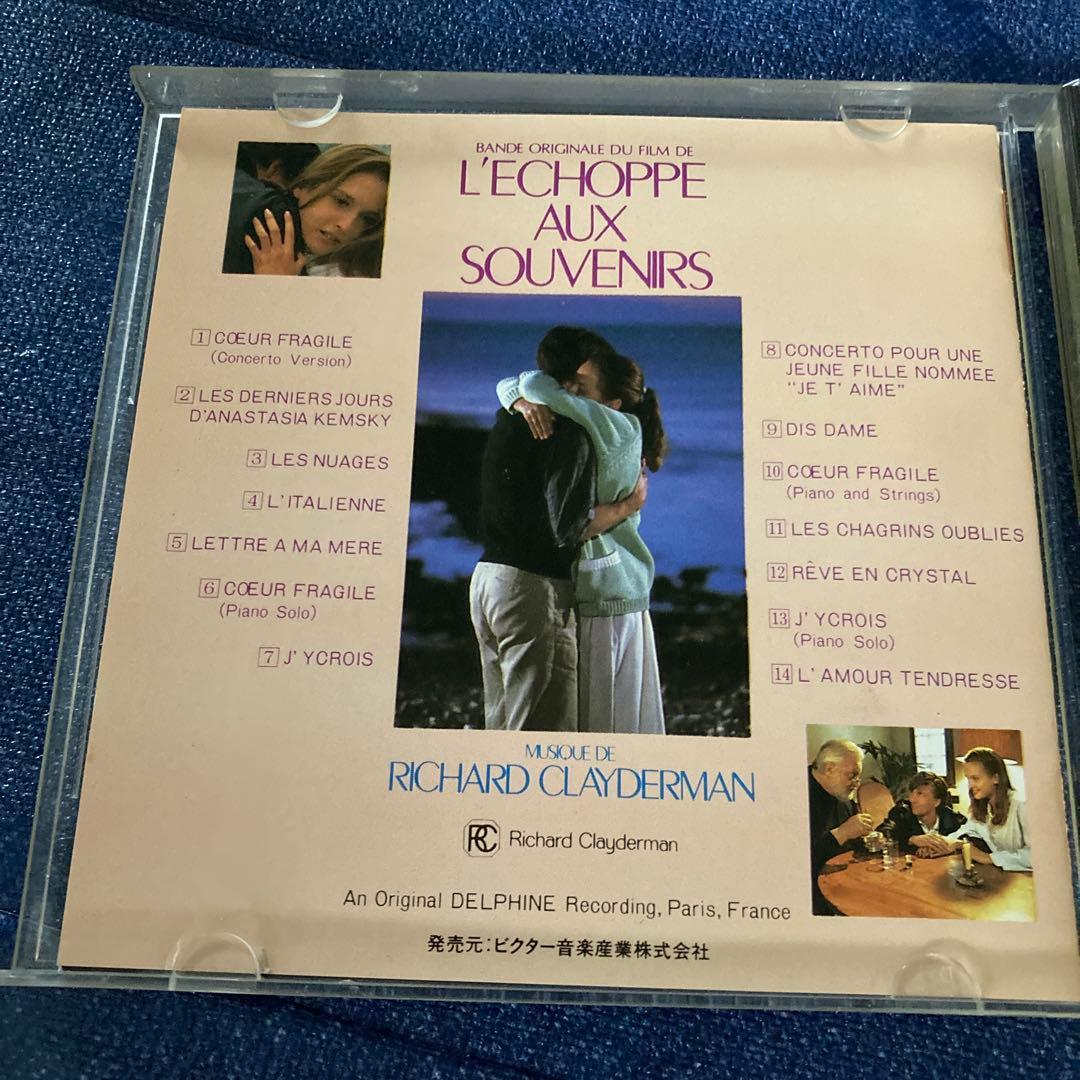 BANDE ORIGINALE DU FILM DE
L'ECHOPPE
AUX
SOUVENIRS
1 CŒUR FRAGILE
(Concerto Version)
2 LES DERNIERS JOURS
D'ANASTASIA KEMSKY
3 LES NUAGES
4 L'ITALIENNE
5 LETTRE A MA MERE
6 CŒUR FRAGILE
(Piano Solo)
7 J' YCROIS
8 CONCERTO POUR UNE
JEUNE FILLE NOMMEE
"JE T' AIME"
9 DIS DAME
10 CŒUR FRAGILE
(Piano and Strings)
11 LES CHAGRINS OUBLIES
12 RÊVE EN CRYSTAL
13 J' YCROIS
(Piano Solo)
14 L' AMOUR TENDRESSE
MUSIQUE DE
RICHARD CLAYDERMAN
RC Richard Clayderman
An Original DELPHINE Recording, Paris, France
発売元:ビクター音楽産業株式会社